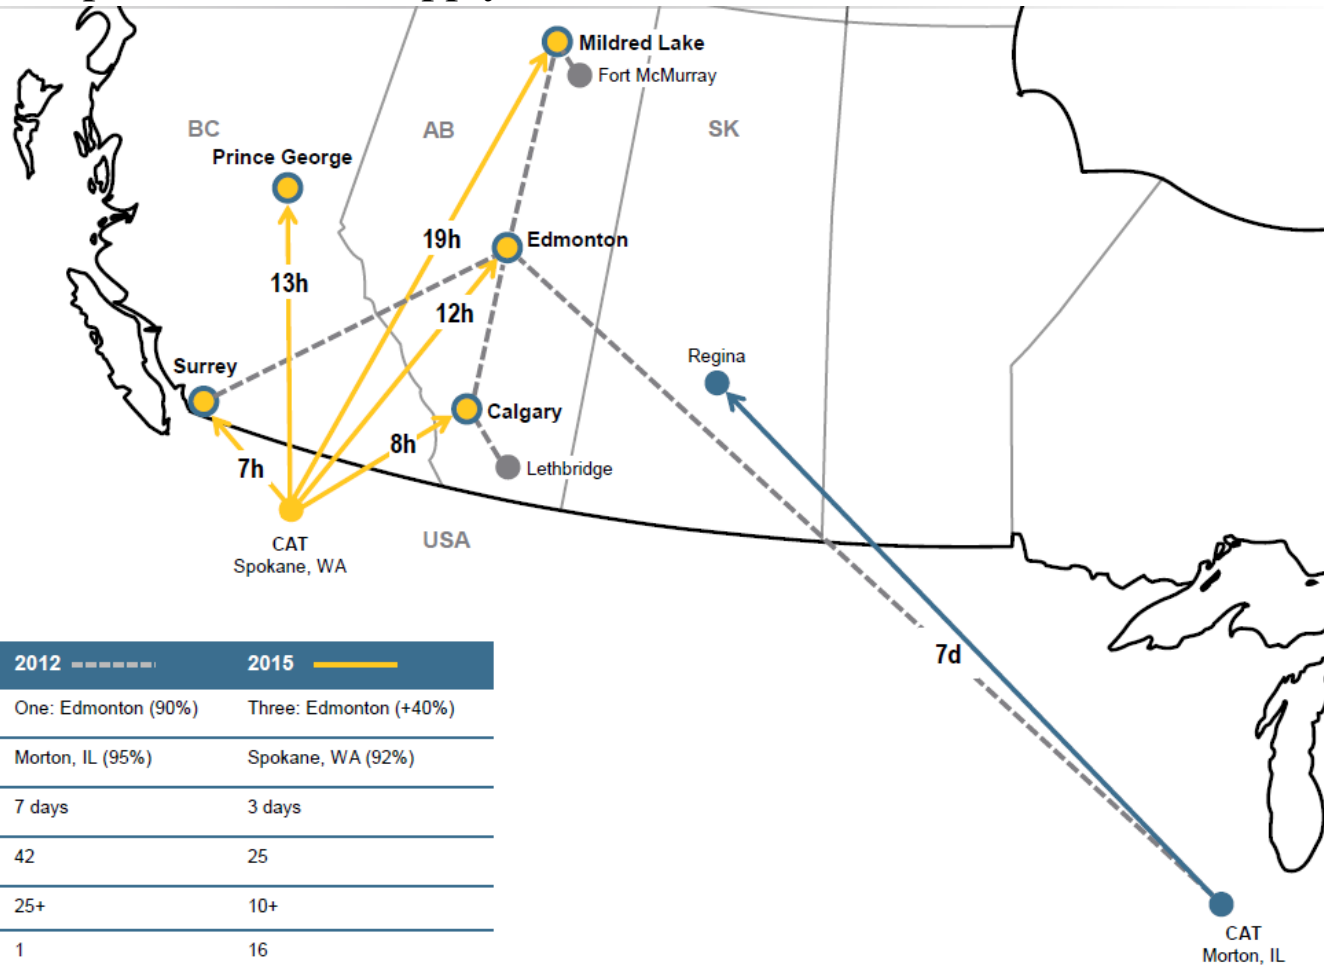 Mildred Lake
Fort McMurray
BC
AB
SK
Prince George
19h
Edmonton
13h
12h
Regina
Surrey
Calgary
8h
7h
Lethbridge
CAT
Spokane, WA
USA
7d
2012 2015
One: Edmonton (90%) Three: Edmonton (+40%)
Morton, IL (95%) Spokane, WA (92%)
7 days 3 days
42 25
25+ 10+
1 16
CAT
Morton, IL